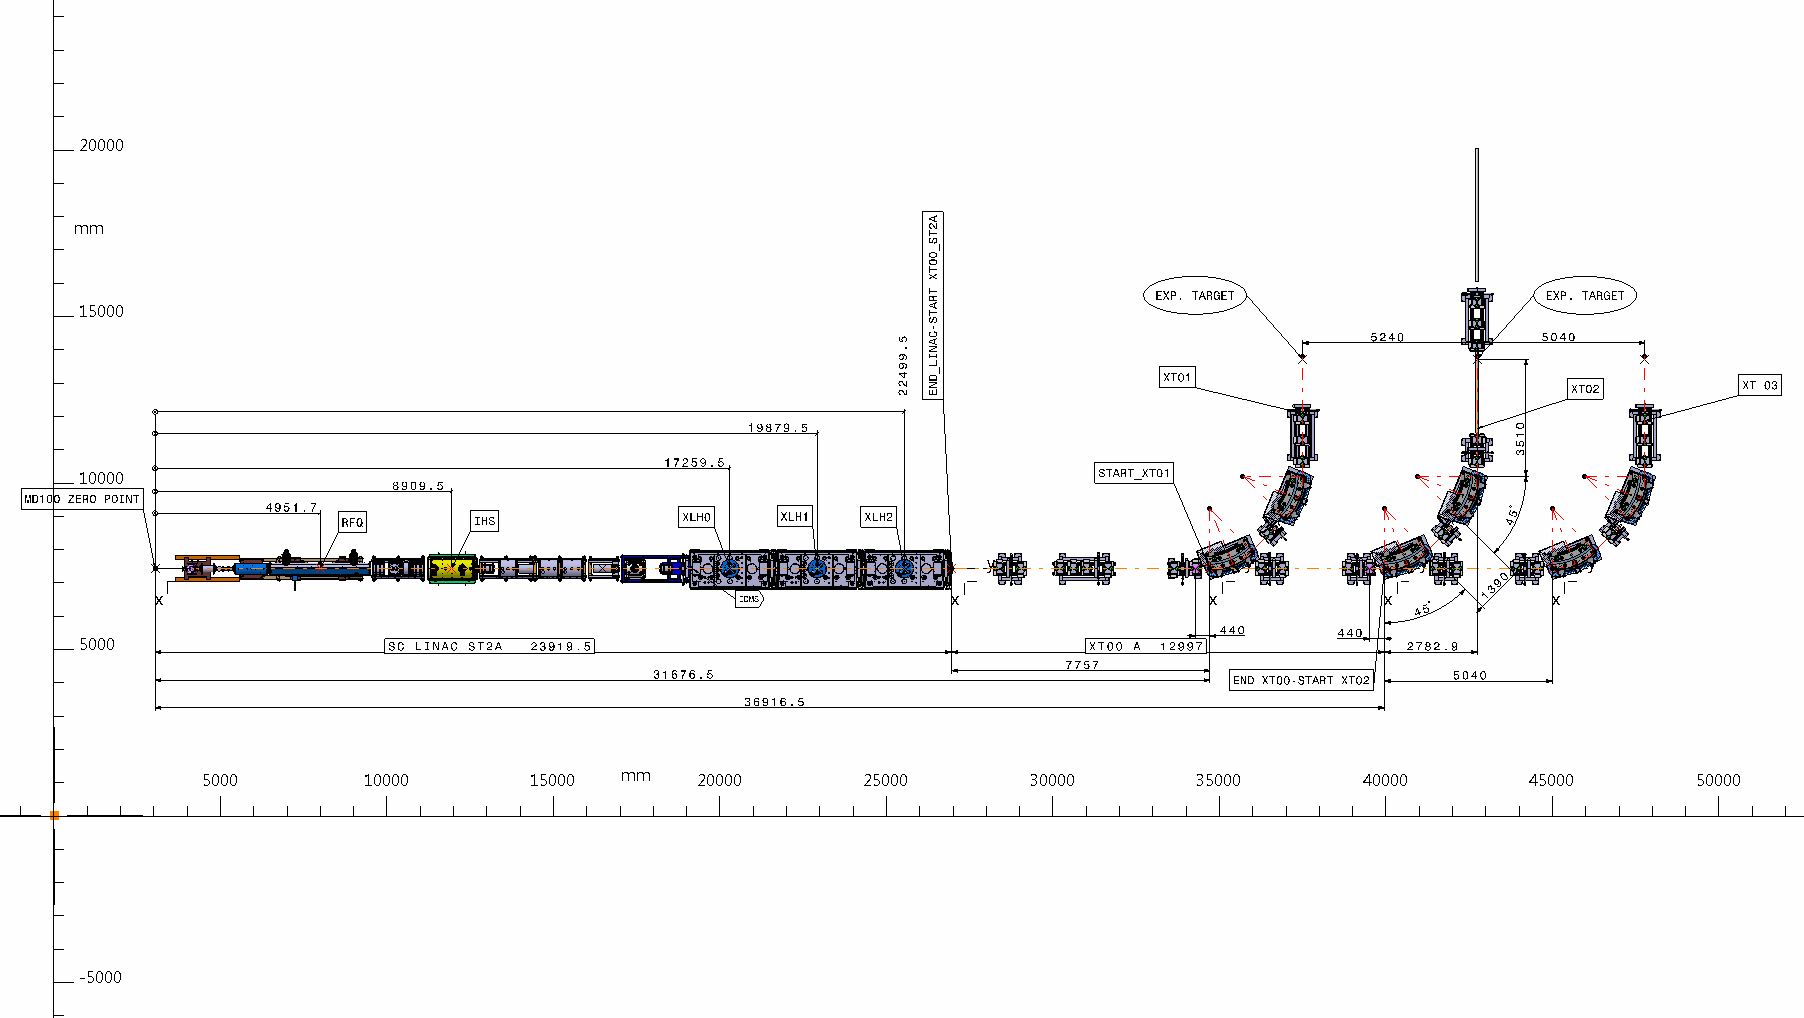 20000
mm
END_LINAC-START XT00_ST2A
EXP. TARGET
EXP. TARGET
15000
5240
5040
22499.5
XT01
XT02
XT 03
3510
19879.5
17259.5
START_XT01
10000
8909.5
MD100 ZERO POINT
4951.7
RFQ
IHS
XLH0
XLH1
XLH2
45°
y
1390
x
x
x
x
x
45°
440
440
5000
SC LINAC ST2A 23919.5
XT00 A 12997
2782.9
7757
31676.5
END XT00-START XT02
5040
36916.5
5000
10000
15000
mm
20000
25000
30000
35000
40000
45000
50000
-5000